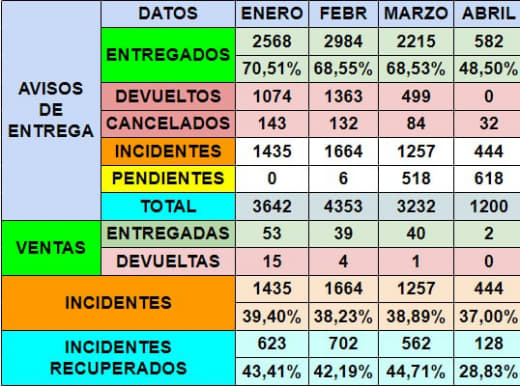 DATOS ENERO FEBR MARZO ABRIL
AVISOS DE ENTREGA
ENTREGADOS 2568 2984 2215 582
70,51% 68,55% 68,53% 48,50%
DEVUELTOS 1074 1363 499 0
CANCELADOS 143 132 84 32
INCIDENTES 1435 1664 1257 444
PENDIENTES 0 6 518 618
TOTAL 3642 4353 3232 1200
VENTAS
ENTREGADAS 53 39 40 2
DEVUELTAS 15 4 1 0
INCIDENTES 1435 1664 1257 444
39,40% 38,23% 38,89% 37,00%
INCIDENTES RECUPERADOS 623 702 562 128
43,41% 42,19% 44,71% 28,83%